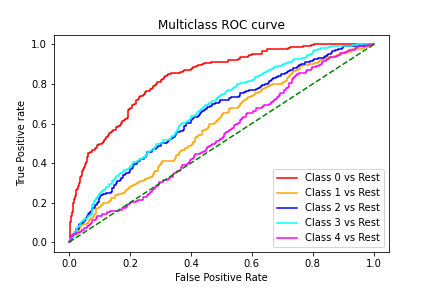 Multiclass ROC curve
True Positive rate
1.0
0.8
0.6
0.4
0.2
0.0
Class 0 vs Rest
Class 1 vs Rest
Class 2 vs Rest
Class 3 vs Rest
Class 4 vs Rest
0.0 0.2 0.4 0.6 0.8 1.0
False Positive Rate